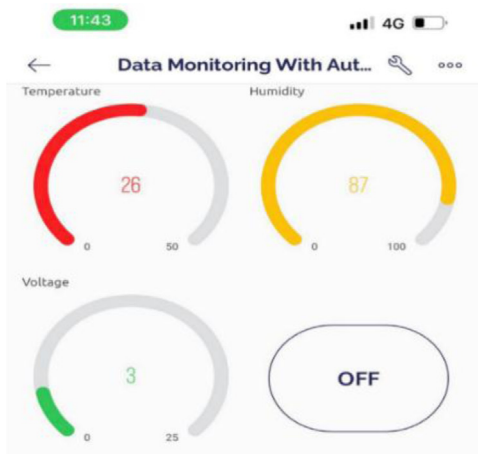 11:43 4G
Data Monitoring With Aut...
Temperature Humidity
26 87
0 50 0 100
Voltage
3 OFF
0 25